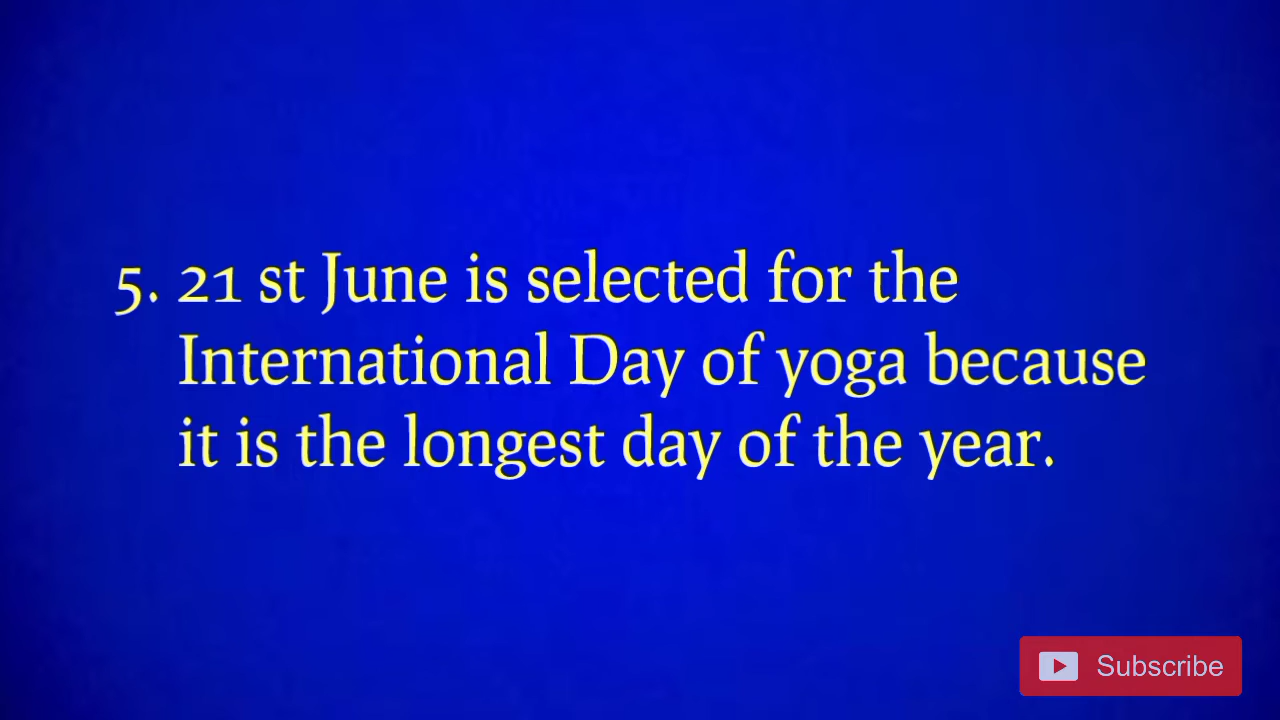 5. 21 st June is selected for the
International Day of yoga because
it is the longest day of the year.
Subscribe